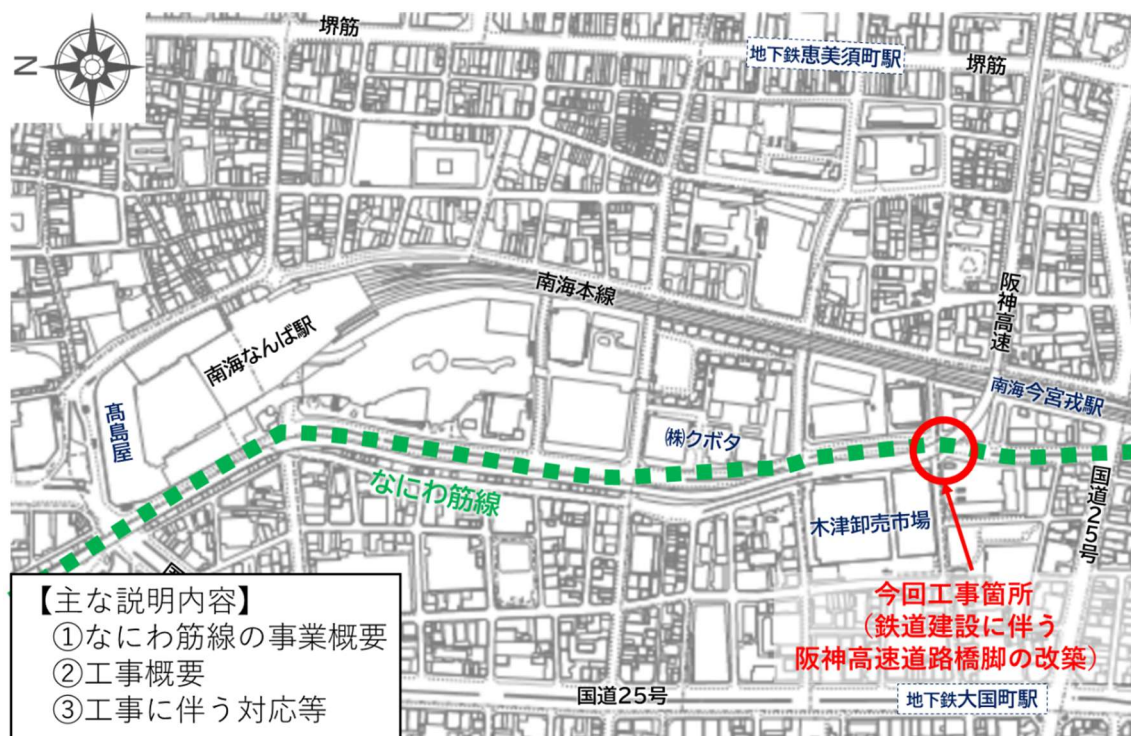 N
堺筋
地下鉄恵美須町駅
堺筋
南海本線
阪神高速
南海なんば駅
南海今宮戎駅
髙島屋
㈱クボタ
なにわ筋線
国道25号
木津卸売市場
今回工事箇所
(鉄道建設に伴う
阪神高速道路橋脚の改築)
【主な説明内容】
①なにわ筋線の事業概要
②工事概要
③工事に伴う対応等
国道25号
地下鉄大国町駅